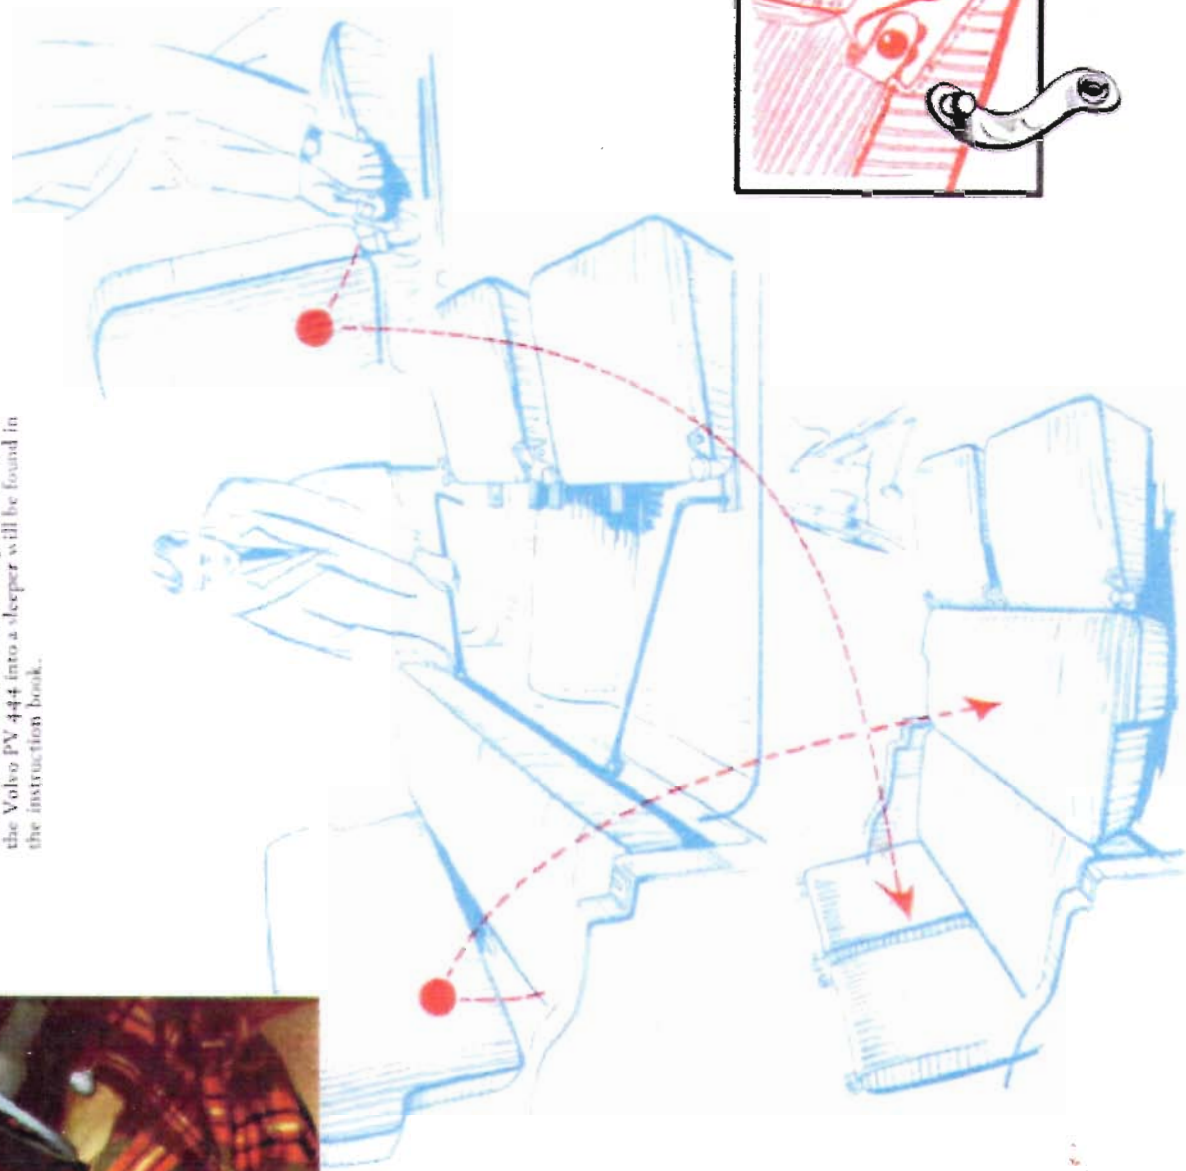 the Volvo PV 444 into a sleeper will be found in
the instruction book.